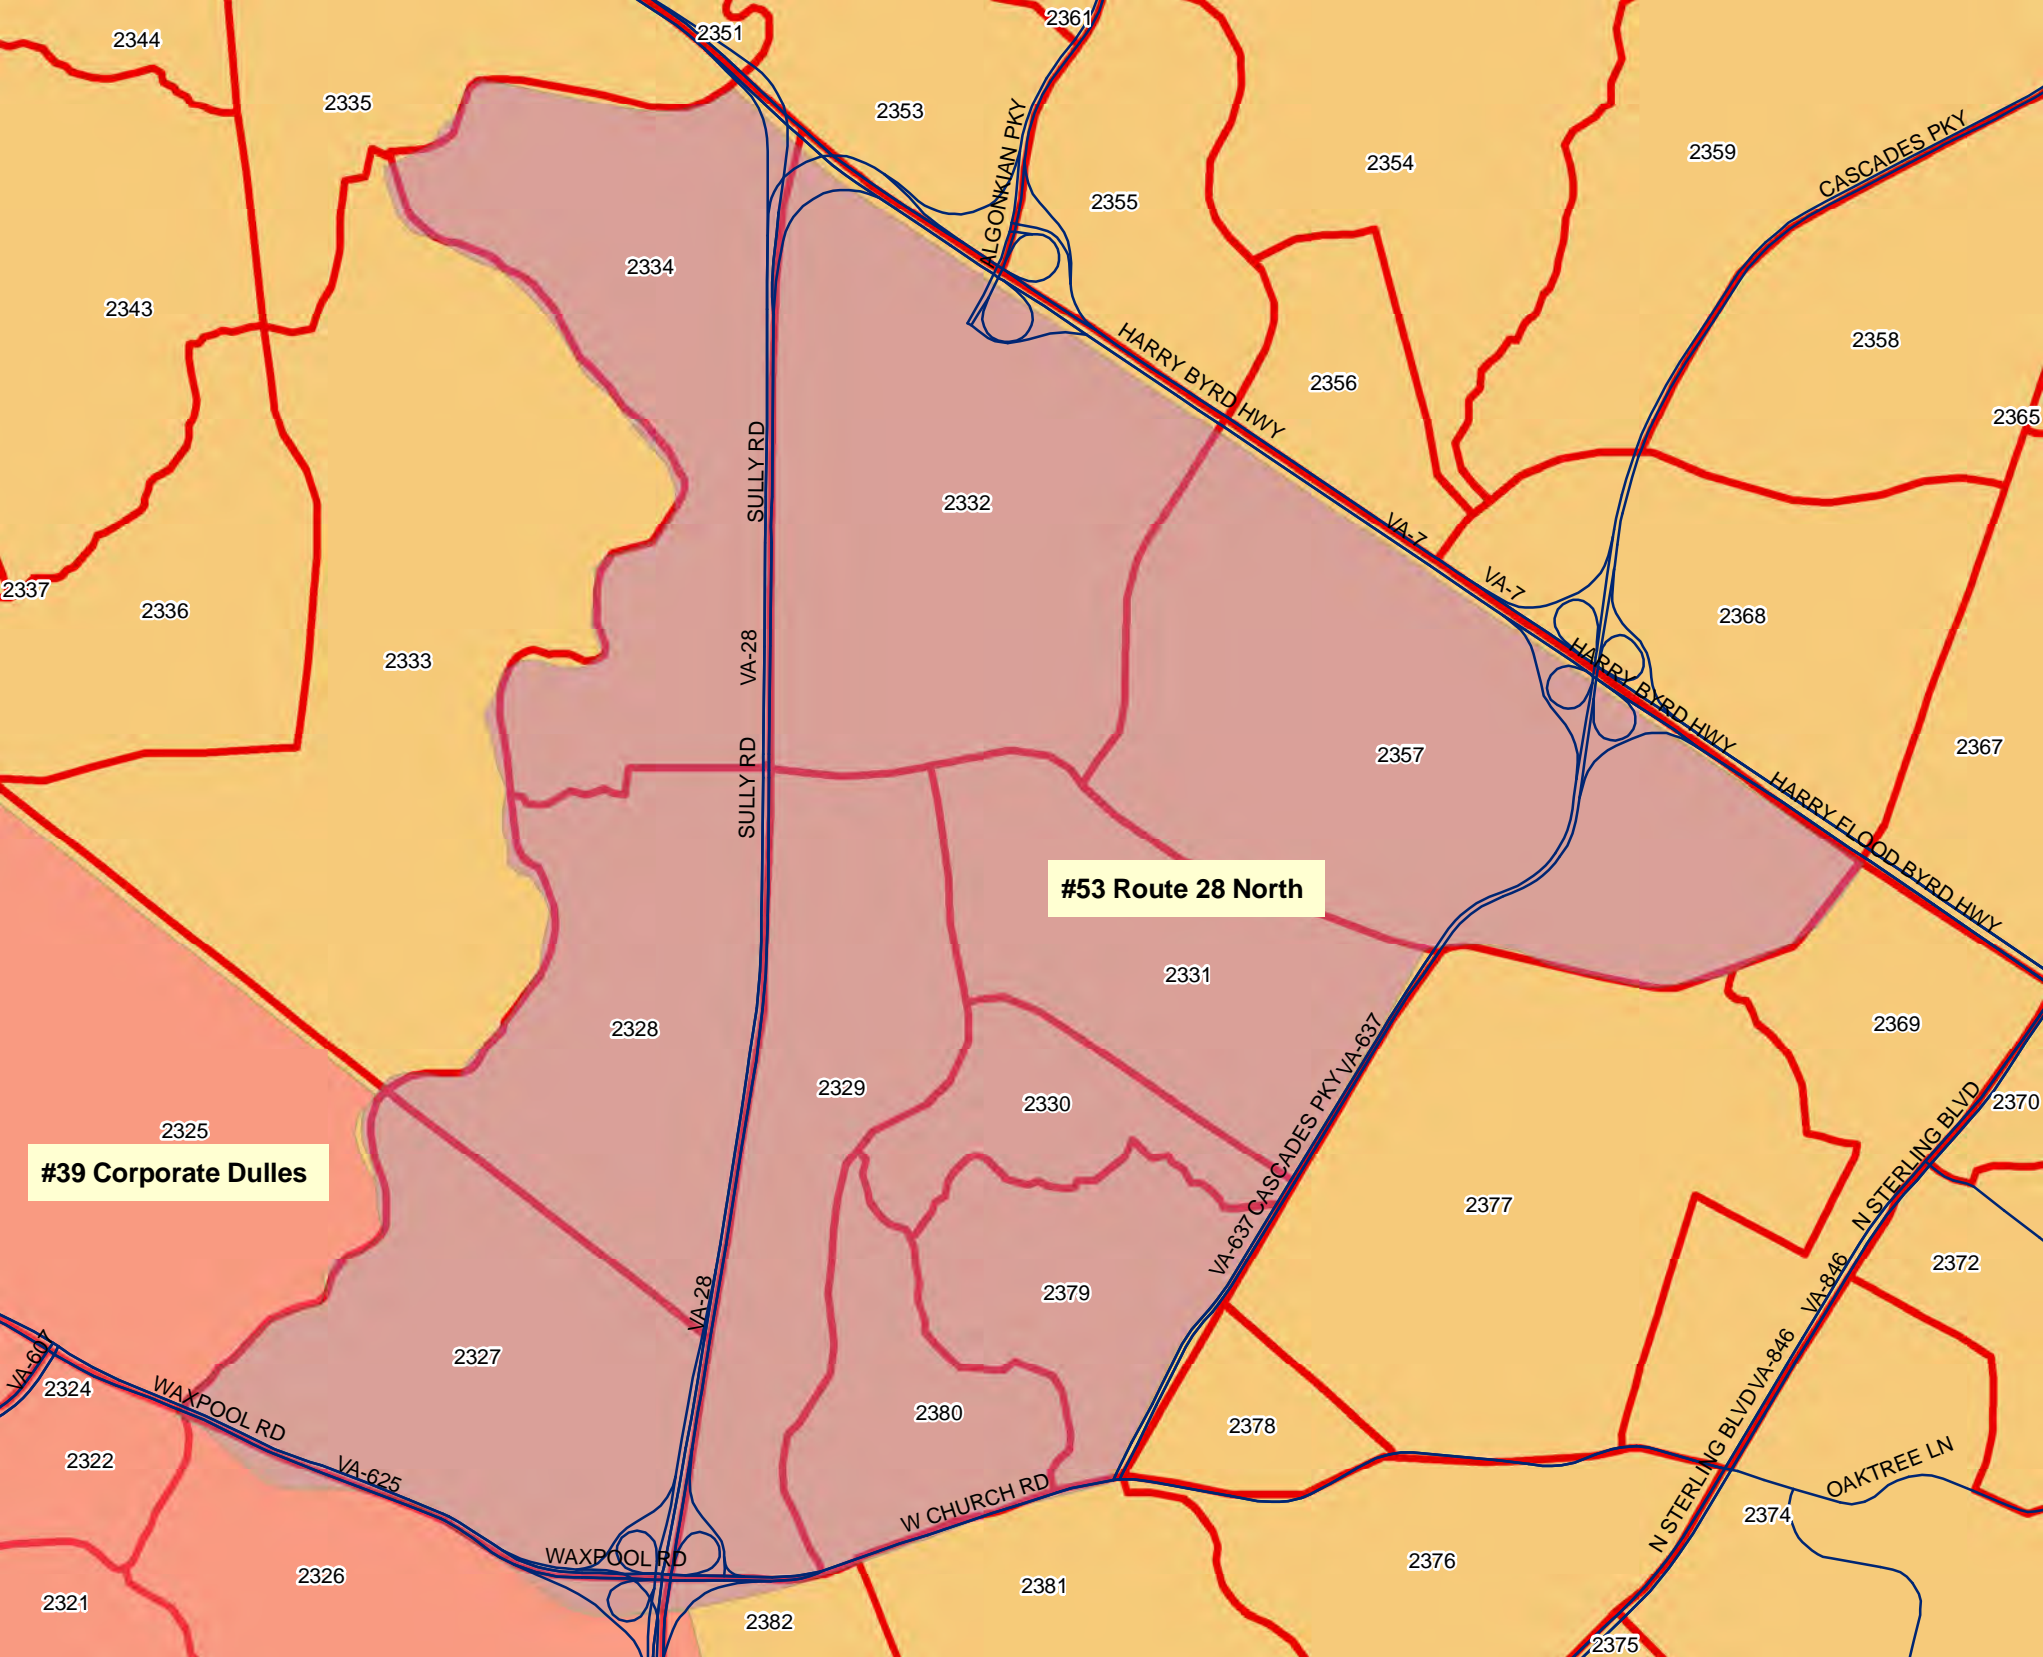 2344
2351
2361
2335
2353
2354
2359
CASCADES PKY
ALGONKIAN PKY
2355
2334
2343
2358
HARRY BYRD HWY
2356
2365
SULLY RD
2332
VA-7
VA-7
2337
2336
2368
2333
VA-28
HARRY BYRD HWY
2357
2367
SULLY RD
HARRY FLOOD BYRD HWY
#53 Route 28 North
2331
2328
2369
VA-637
2329
2330
2370
2325
CASCADES PKY
N STERLING BLVD
#39 Corporate Dulles
2377
VA-637
2372
2379
VA-28
VA-846
VA-607
2327
VA-846
2324
WAXPOOL RD
2380
2378
2322
VA-625
W CHURCH RD
N STERLING BLVD
OAKTREE LN
2374
WAXPOOL RD
2376
2326
2381
2321
2382
2375